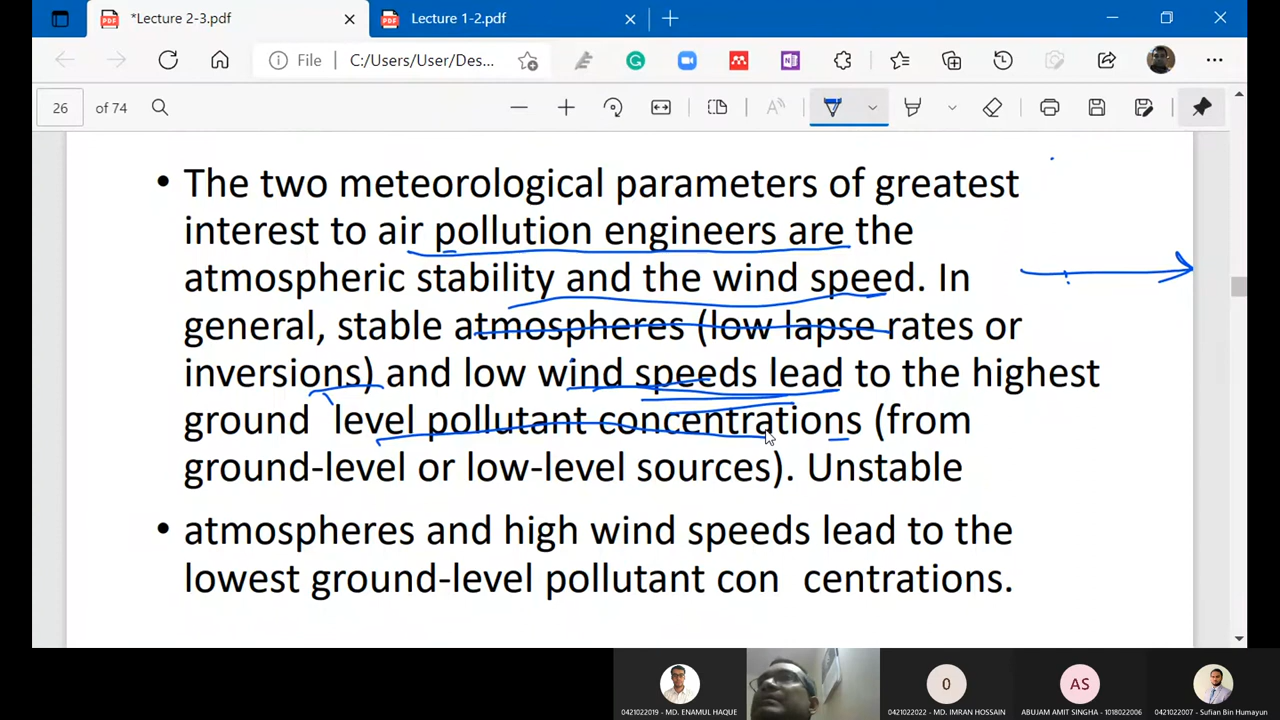 *Lecture 2-3.pdf
Lecture 1-2.pdf
File
C:/Users/User/Des...
26 of 74
• The two meteorological parameters of greatest
interest to air pollution engineers are the
atmospheric stability and the wind speed. In
general, stable atmospheres (low lapse rates or
inversions) and low wind speeds lead to the highest
ground level pollutant concentrations (from
ground-level or low-level sources). Unstable
• atmospheres and high wind speeds lead to the
lowest ground-level pollutant con centrations.
0
AS
0421022019 - MD. ENAMUL HAQUE
0421022022 - MD. IMRAN HOSSAIN
ABUJAM AMIT SINGHA - 1018022006
0421022007 - Sufian Bin Humayun